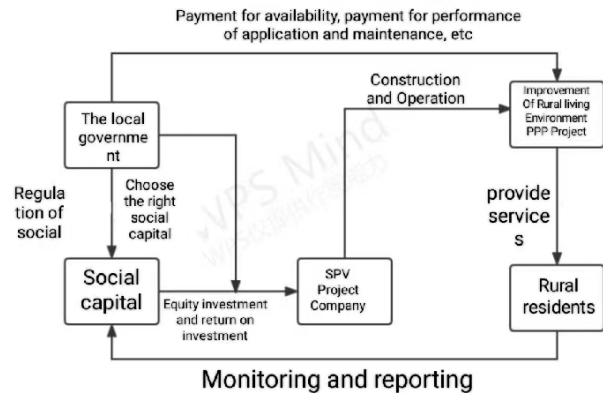 Payment for availability, payment for performance
of application and maintenance, etc
Construction
and Operation
Improvement
Of Rural living
Environment
PPP Project
The local
governme
nt
Regula
tion of
social
Choose
the right
social
capital
provide
service
s
Social
capital
Equity investment
and return on
investment
SPV
Project
Company
Rural
residents
Monitoring and reporting